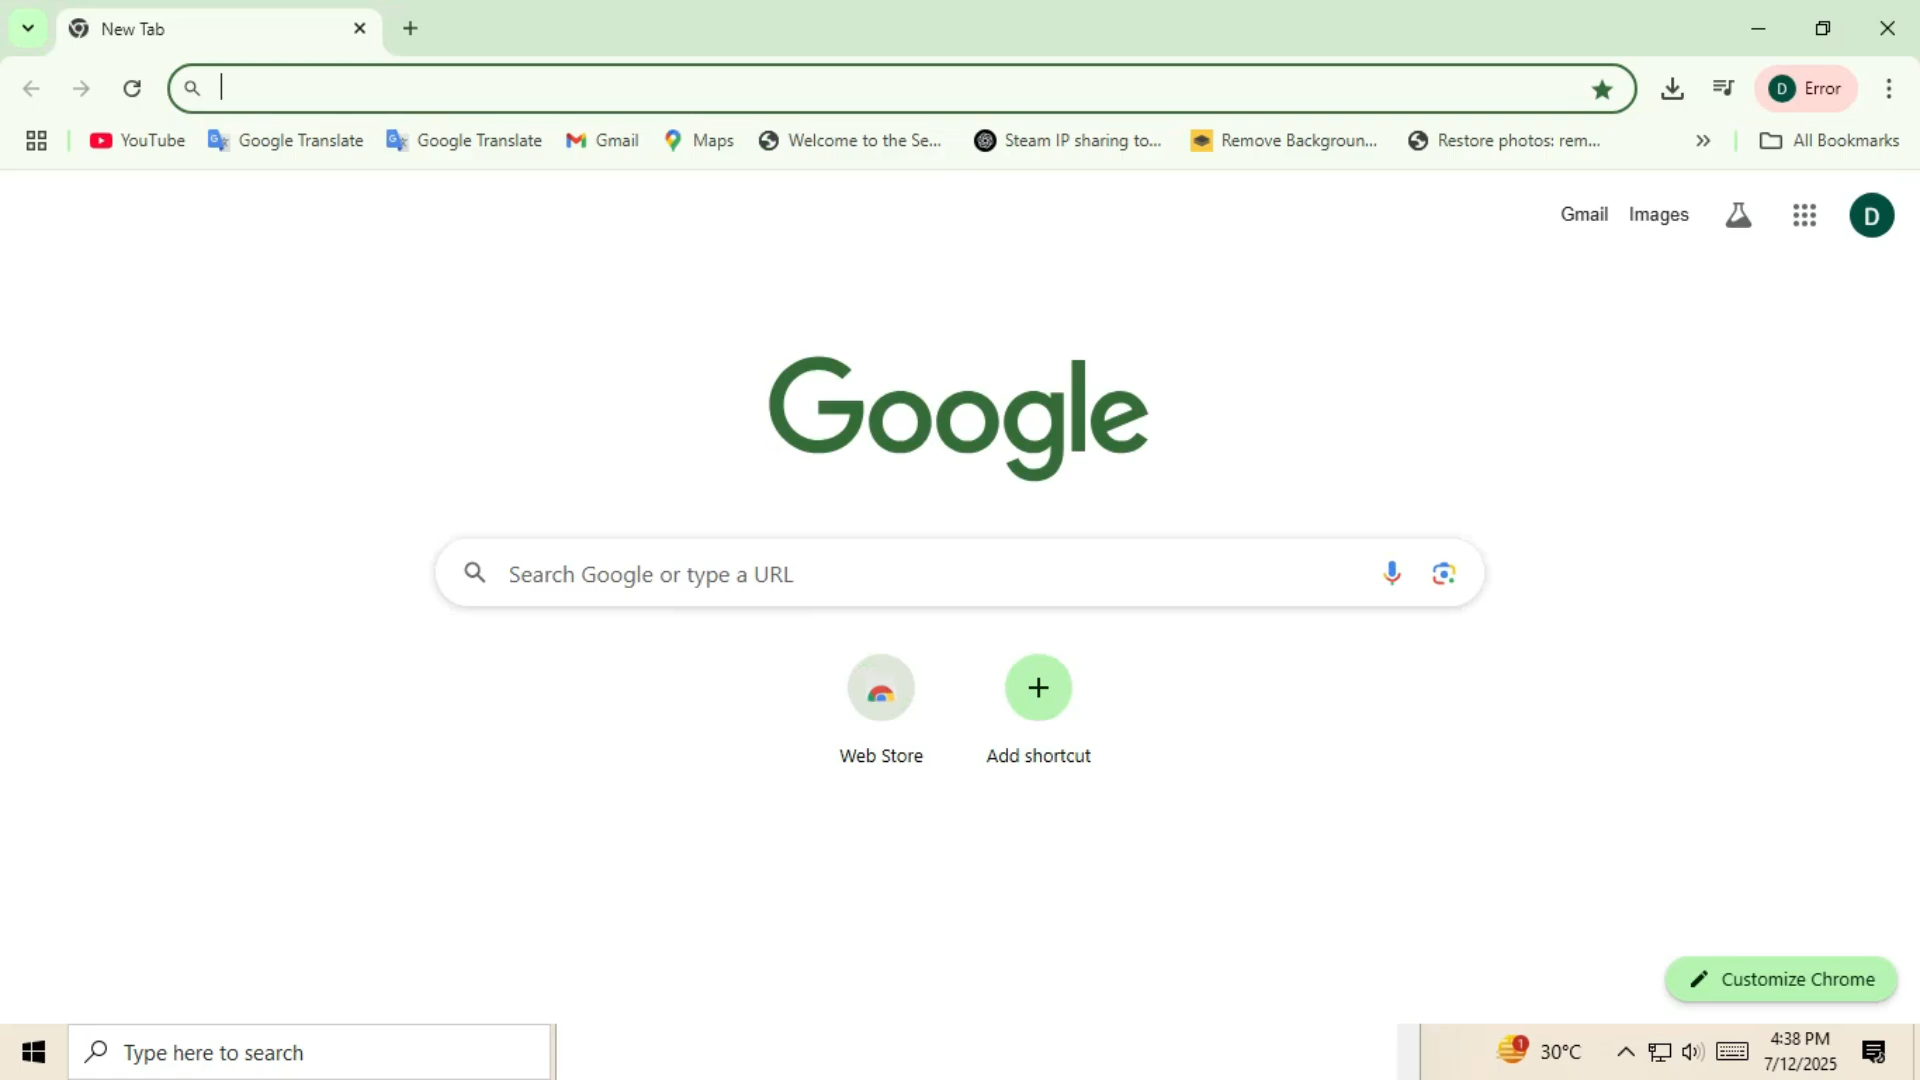 New Tab
D Error
YouTube Google Translate Google Translate Gmail Maps Welcome to the Se... Steam IP sharing to... Remove Backgroun... Restore photos: rem... All Bookmarks
Gmail Images D
Google
Search Google or type a URL
Web Store Add shortcut
Customize Chrome
Type here to search
1 30°C
4:38 PM
7/12/2025